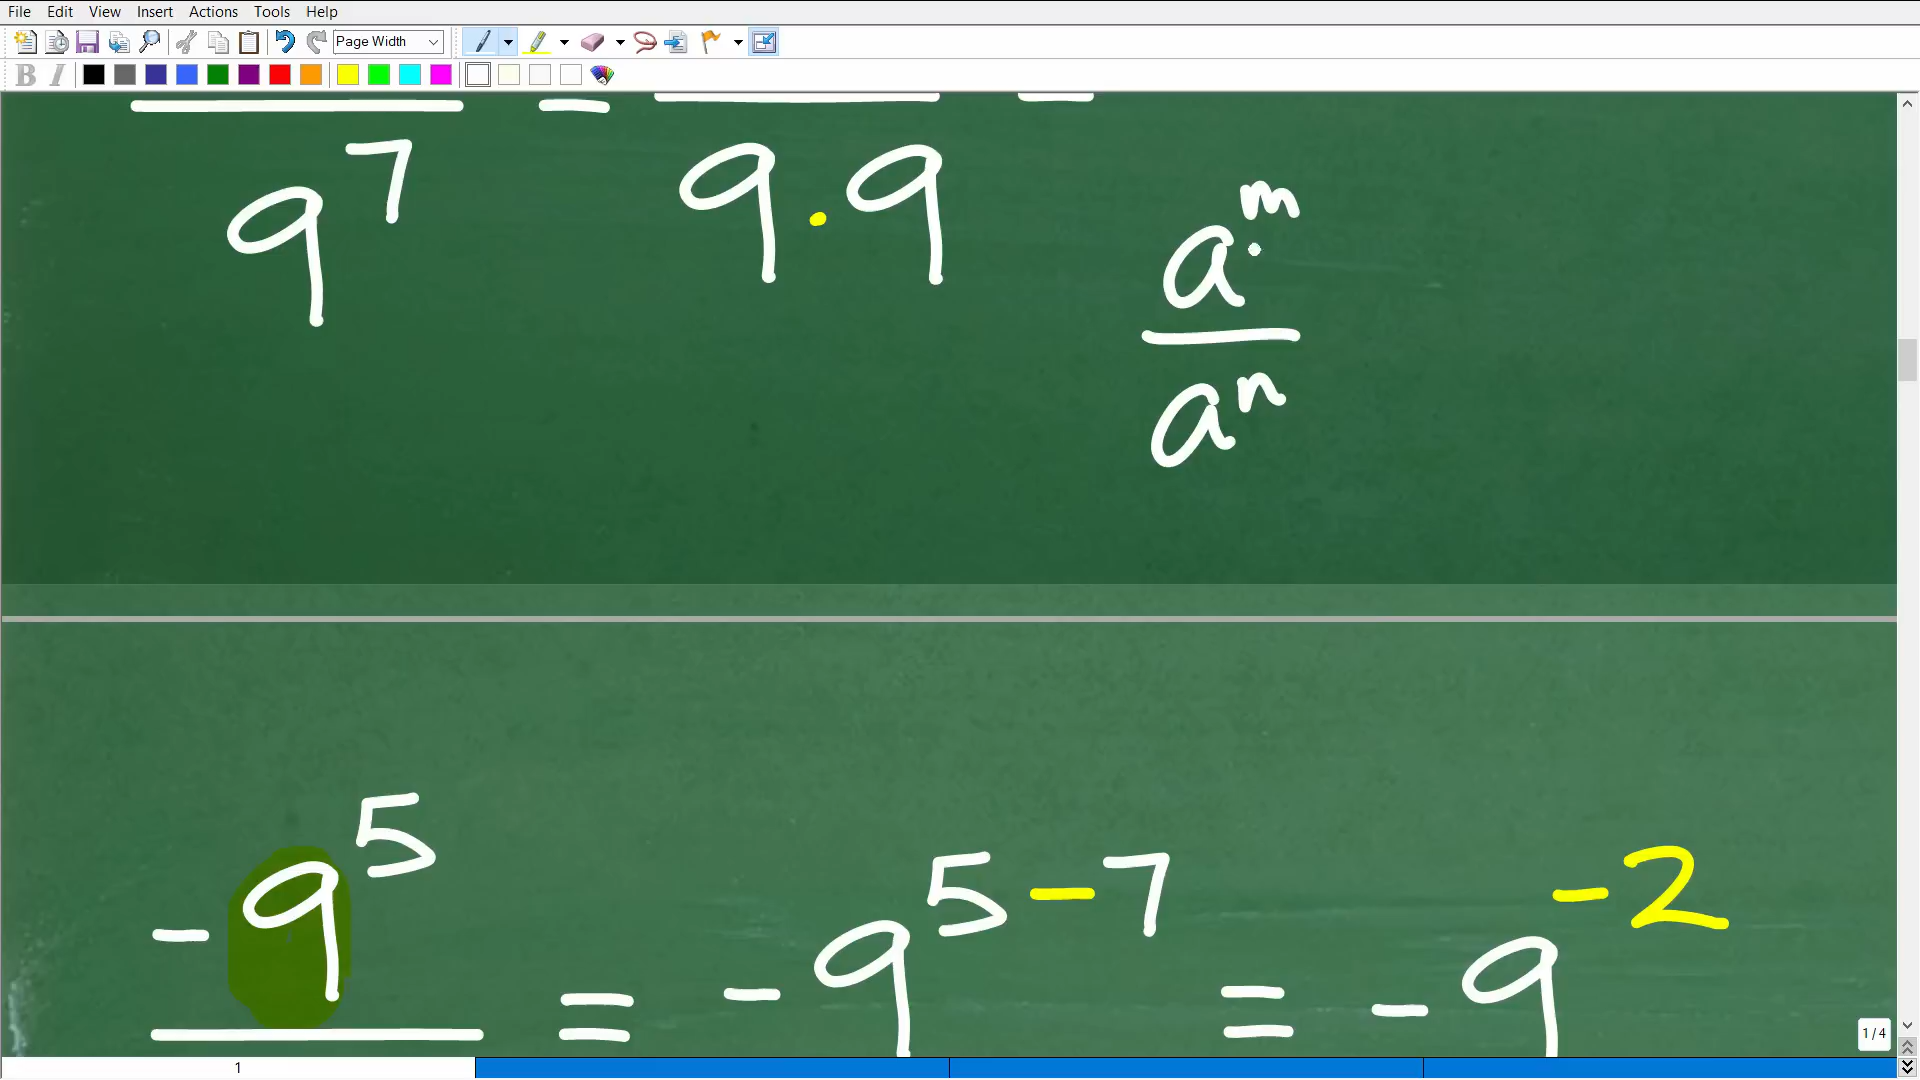 File Edit View Insert Actions Tools Help
Page Width
B I
= =
9^7 9 · 9
a^m
a^n
-9^5 = -9^{5-7} = -9^{-2}
1 / 4
1